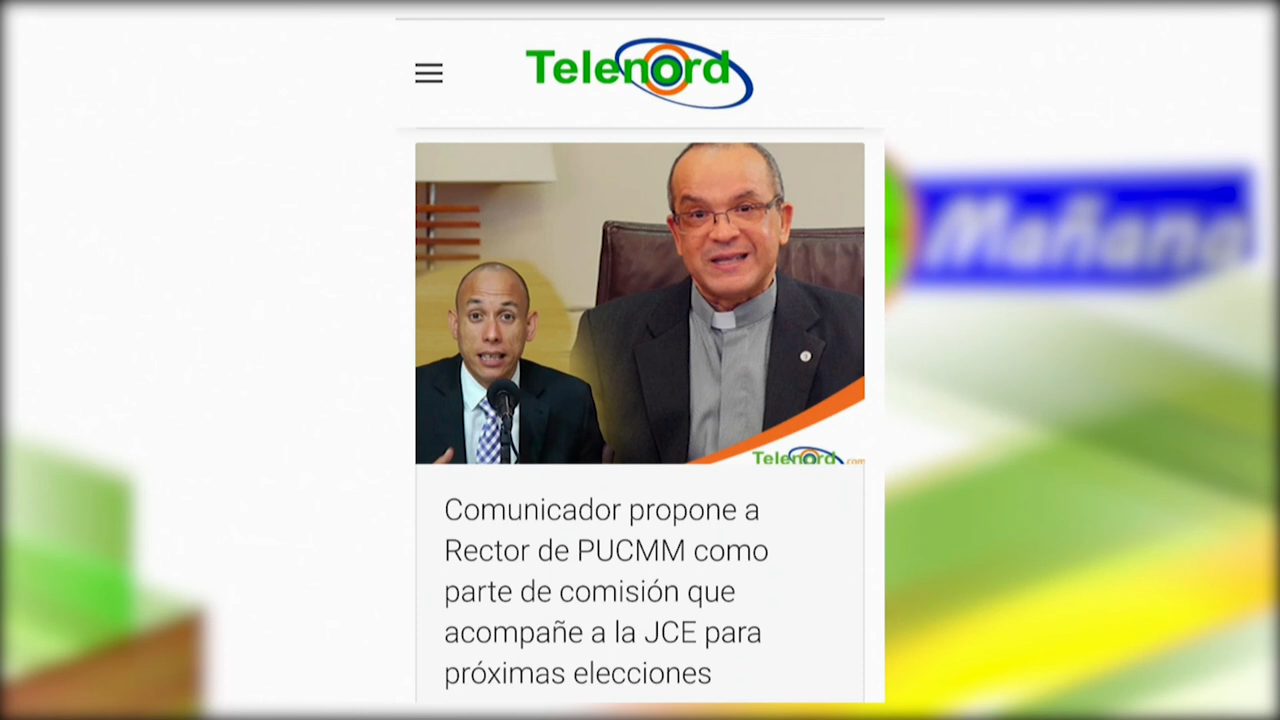 Telenord
Mañana
Telenord.com
Comunicador propone a
Rector de PUCMM como
parte de comisión que
acompañe a la JCE para
próximas elecciones